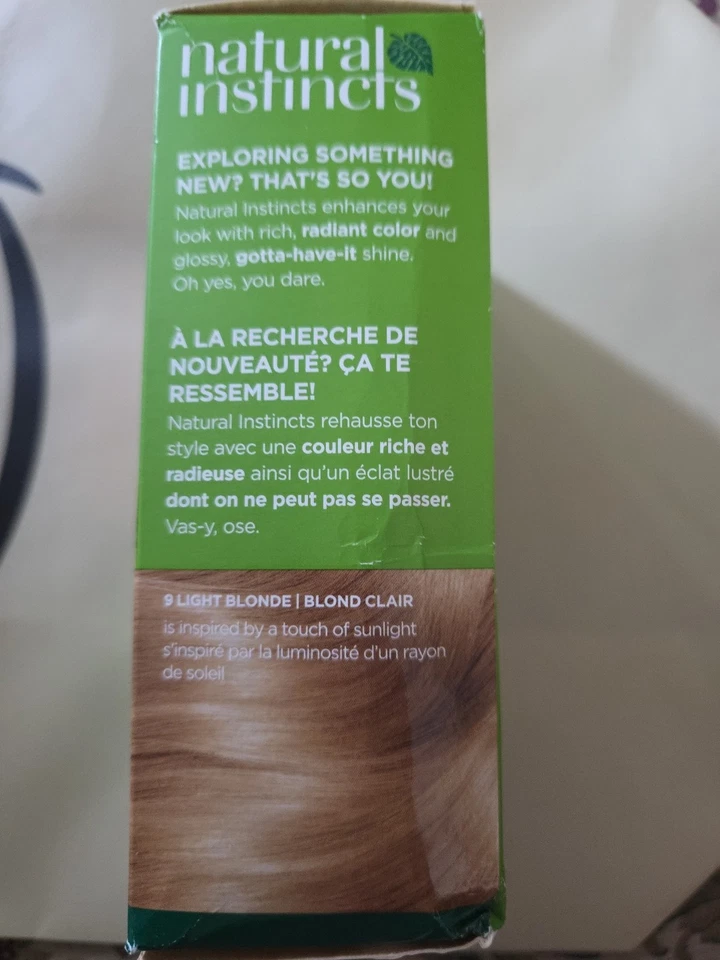 natural
instincts
EXPLORING SOMETHING
NEW? THAT'S SO YOU!
Natural Instincts enhances your
look with rich, radiant color and
glossy, gotta-have-it shine.
Oh yes, you dare.
À LA RECHERCHE DE
NOUVEAUTÉ? ÇA TE
RESSEMBLE!
Natural Instincts rehausse ton
style avec une couleur riche et
radieuse ainsi qu'un éclat lustré
dont on ne peut pas se passer.
Vas-y, ose.
9 LIGHT BLONDE | BLOND CLAIR
is inspired by a touch of sunlight
s'inspiré par la luminosité d'un rayon
de soleil